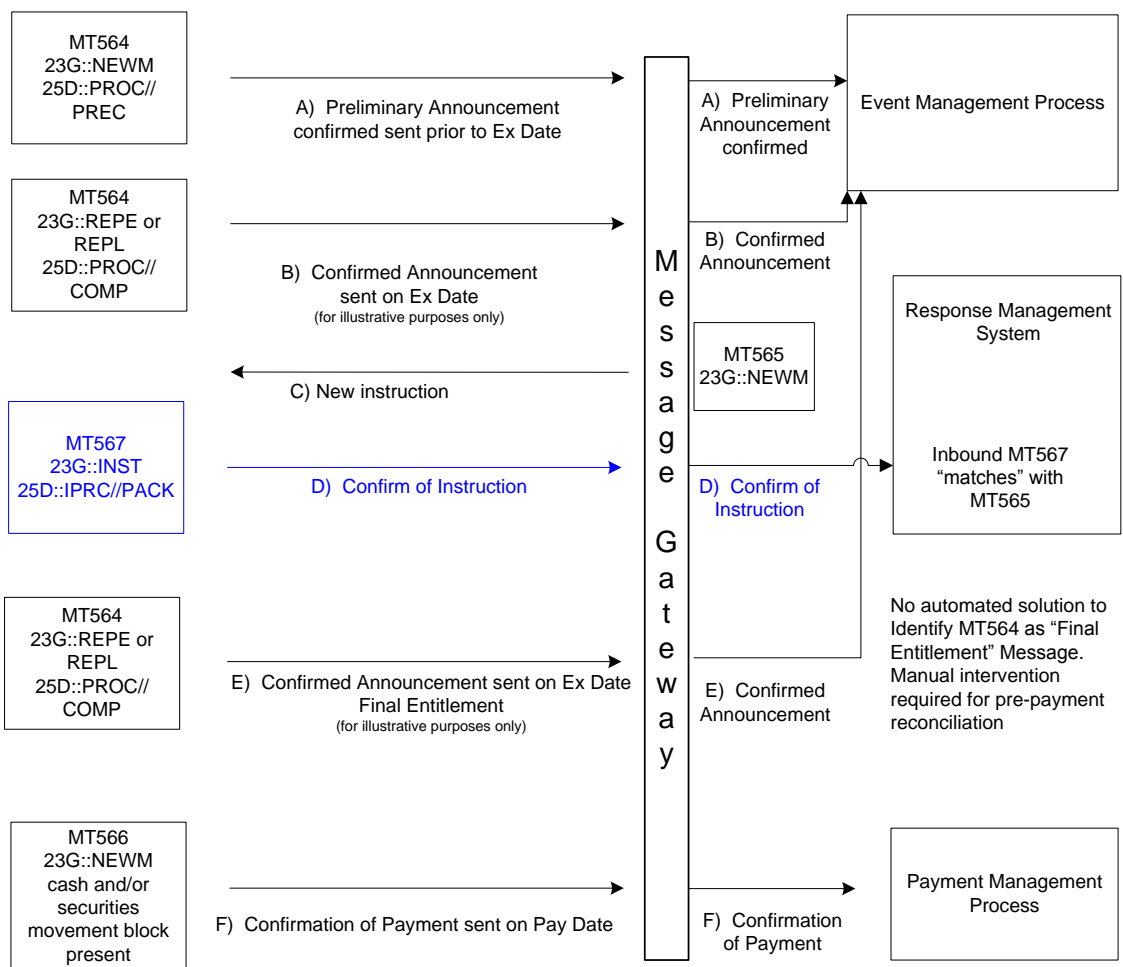 MT564
23G::NEWM
25D::PROC//
PREC
A) Preliminary Announcement
confirmed sent prior to Ex Date
A) Preliminary
Announcement
confirmed
Event Management Process
MT564
23G::REPE or
REPL
25D::PROC//
COMP
B) Confirmed Announcement
sent on Ex Date
(for illustrative purposes only)
B) Confirmed
Announcement
Message Gateway
C) New instruction
MT565
23G::NEWM
Response Management
System
Inbound MT567
“matches” with
MT565
MT567
23G::INST
25D::IPRC//PACK
D) Confirm of Instruction
D) Confirm of
Instruction
MT564
23G::REPE or
REPL
25D::PROC//
COMP
E) Confirmed Announcement sent on Ex Date
Final Entitlement
(for illustrative purposes only)
E) Confirmed
Announcement
No automated solution to
Identify MT564 as “Final
Entitlement” Message.
Manual intervention
required for pre-payment
reconciliation
MT566
23G::NEWM
cash and/or
securities
movement block
present
F) Confirmation of Payment sent on Pay Date
F) Confirmation
of Payment
Payment Management
Process